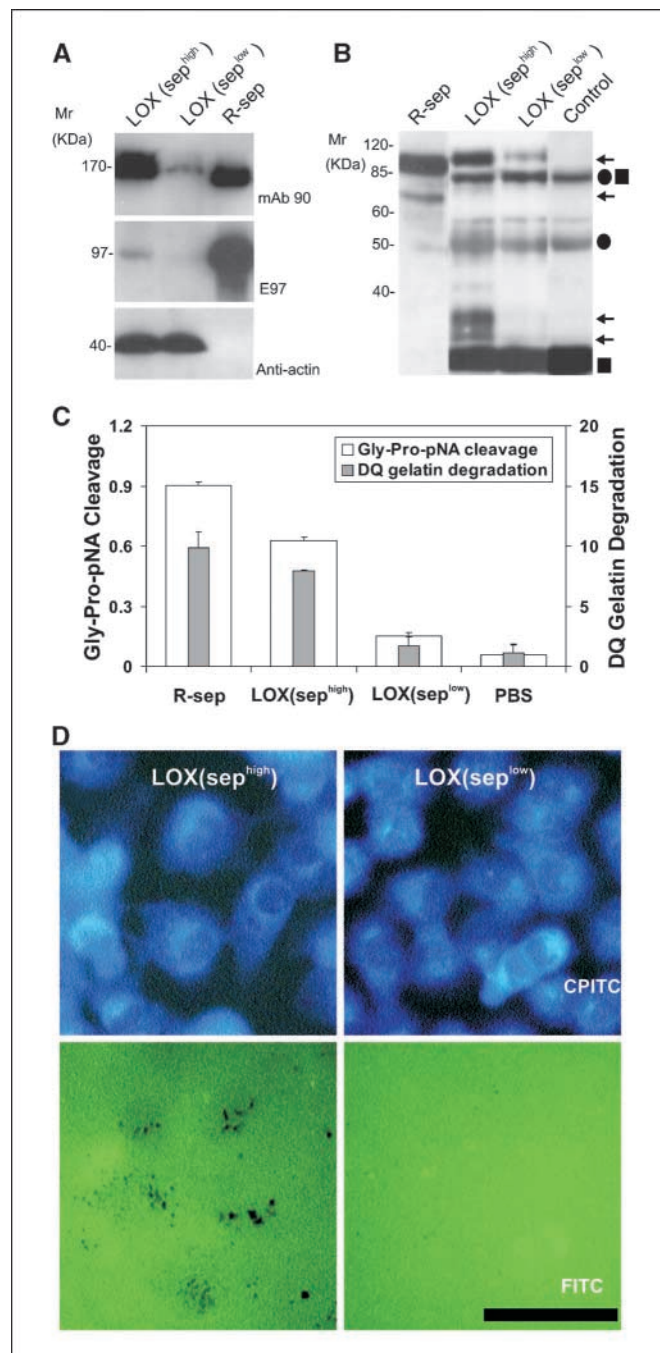 A
LOX (sep^high)
LOX (sep^low)
R-sep
Mr
(KDa)
170-
mAb 90
97-
E97
40-
Anti-actin
B
R-sep
LOX (sep^high)
LOX (sep^low)
Control
Mr
(KDa)
120-
85-
60-
50-
40-
C
1.2
0.9
0.6
0.3
0
Gly-Pro-pNA Cleavage
Gly-Pro-pNA cleavage
DQ gelatin degradation
20
15
10
5
0
DQ Gelatin Degradation
R-sep
LOX(sep^high)
LOX(sep^low)
PBS
D
LOX(sep^high)
LOX(sep^low)
CPITC
FITC